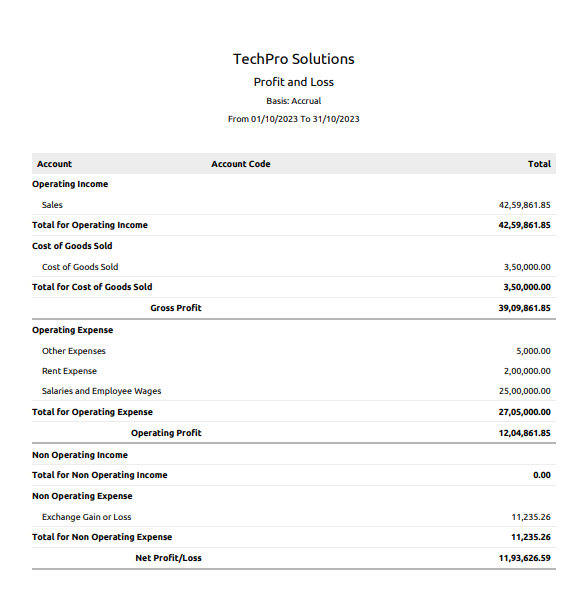 TechPro Solutions
Profit and Loss
Basis: Accrual
From 01/10/2023 To 31/10/2023
Account Account Code Total
Operating Income
Sales 42,59,861.85
Total for Operating Income 42,59,861.85
Cost of Goods Sold
Cost of Goods Sold 3,50,000.00
Total for Cost of Goods Sold 3,50,000.00
Gross Profit 39,09,861.85
Operating Expense
Other Expenses 5,000.00
Rent Expense 2,00,000.00
Salaries and Employee Wages 25,00,000.00
Total for Operating Expense 27,05,000.00
Operating Profit 12,04,861.85
Non Operating Income
Total for Non Operating Income 0.00
Non Operating Expense
Exchange Gain or Loss 11,235.26
Total for Non Operating Expense 11,235.26
Net Profit/Loss 11,93,626.59